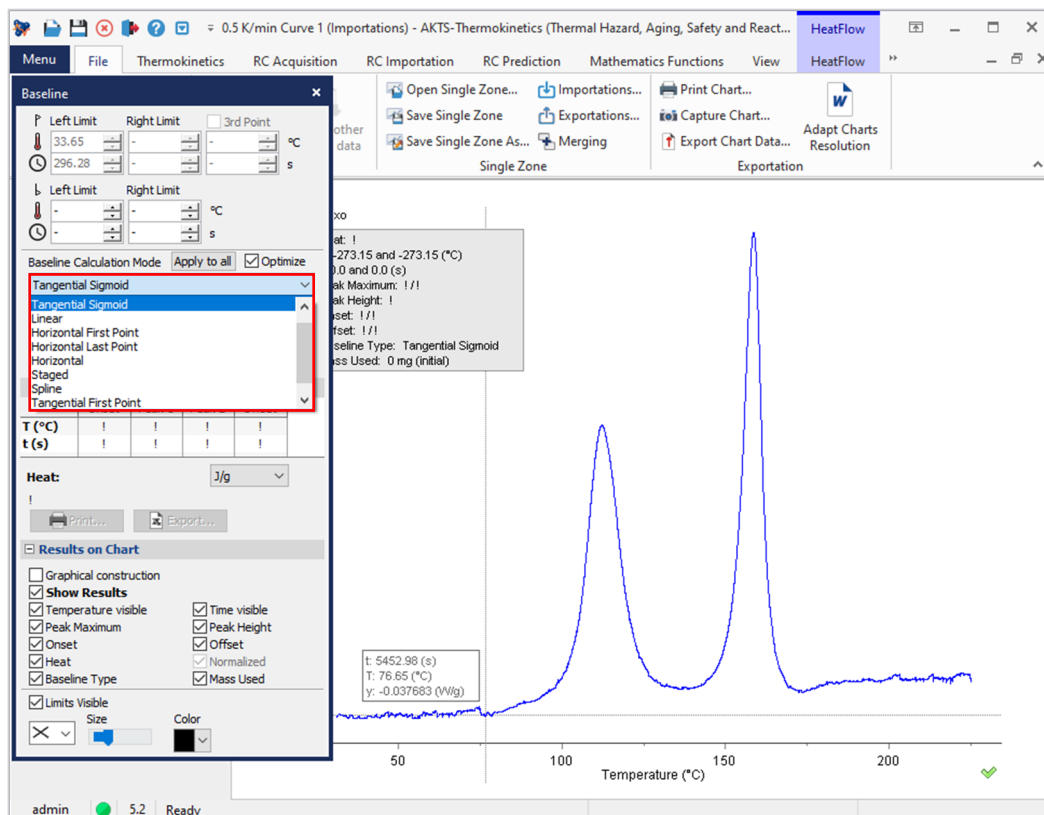 0.5 K/min Curve 1 (Importations) - AKTS-Thermokinetics (Thermal Hazard, Aging, Safety and React...
HeatFlow
Menu File Thermokinetics RC Acquisition RC Importation RC Prediction Mathematics Functions View HeatFlow
Baseline
Left Limit Right Limit 3rd Point
33.65 - - °C
296.28 - - s
Left Limit Right Limit
- - °C
- - s
Baseline Calculation Mode Apply to all Optimize
Tangential Sigmoid
Tangential Sigmoid
Linear
Horizontal First Point
Horizontal Last Point
Horizontal
Staged
Spline
Tangential First Point
T (°C) ! ! ! !
t (s) ! ! ! !
Heat: J/g
!
Print... Export...
Results on Chart
Graphical construction
Show Results
Temperature visible Time visible
Peak Maximum Peak Height
Onset Offset
Heat Normalized
Baseline Type Mass Used
Limits Visible
Size Color
other
data
Open Single Zone... Importations...
Save Single Zone Exportations...
Save Single Zone As... Merging
Single Zone
Print Chart...
Capture Chart...
Export Chart Data...
W
Adapt Charts
Resolution
Exportation
xo
at: !
-273.15 and -273.15 (°C)
0.0 and 0.0 (s)
ak Maximum: ! / !
ak Height: !
set: ! / !
fset: ! / !
seline Type: Tangential Sigmoid
ss Used: 0 mg (initial)
t: 5452.98 (s)
T: 76.65 (°C)
y: -0.037683 (W/g)
50 100 150 200
Temperature (°C)
admin 5.2 Ready